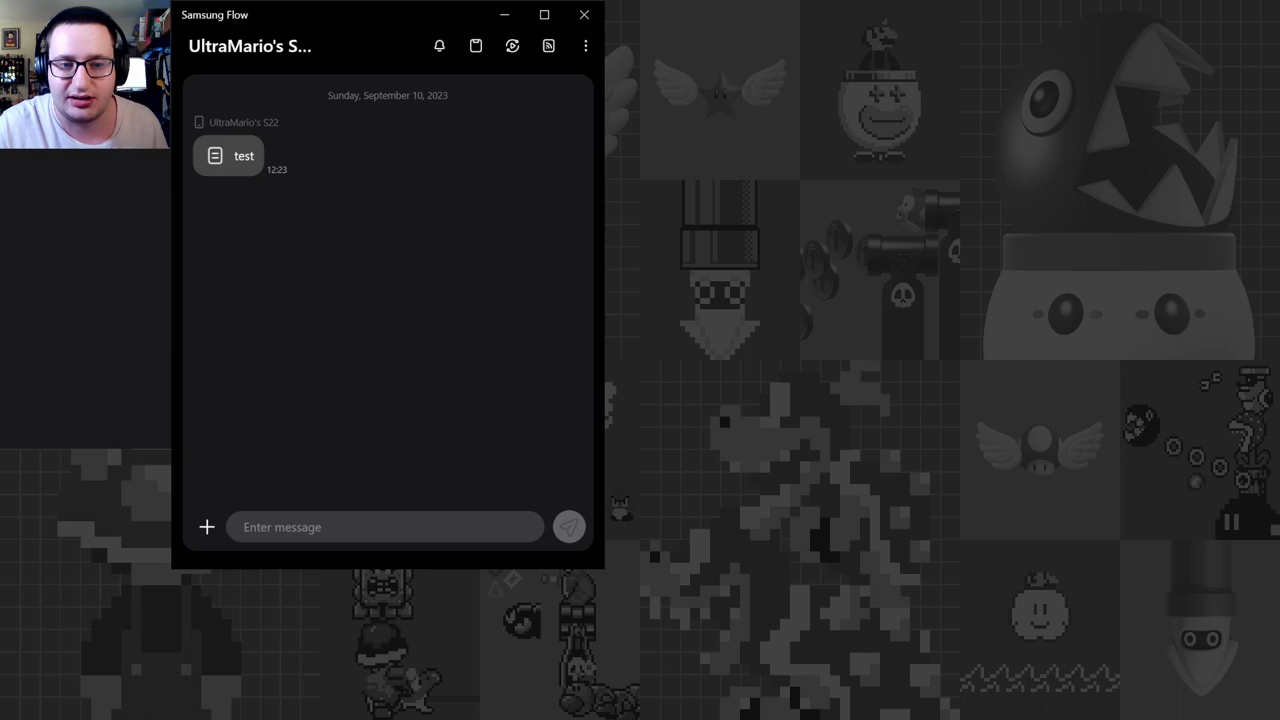 Samsung Flow
UltraMario's S...
Sunday, September 10, 2023
UltraMario's S22
test
12:23
Enter message